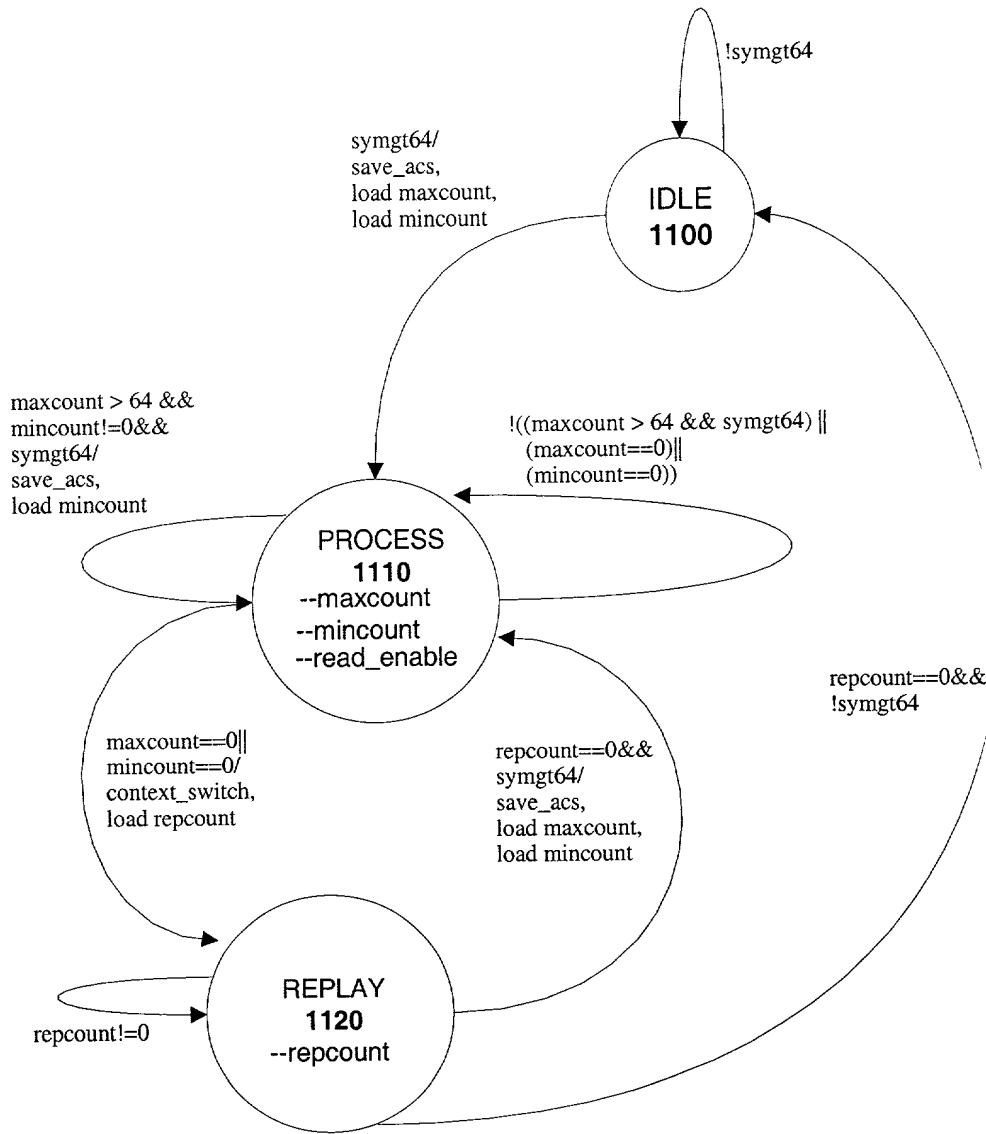 !symgt64
symgt64/
save_acs,
load maxcount,
load mincount
IDLE
1100
maxcount > 64 &&
mincount!=0&&
symgt64/
save_acs,
load mincount
!((maxcount > 64 && symgt64) ||
(maxcount==0)||
(mincount==0))
PROCESS
1110
--maxcount
--mincount
--read_enable
maxcount==0||
mincount==0/
context_switch,
load repcount
repcount==0&&
symgt64/
save_acs,
load maxcount,
load mincount
repcount==0&&
!symgt64
REPLAY
1120
--repcount
repcount!=0